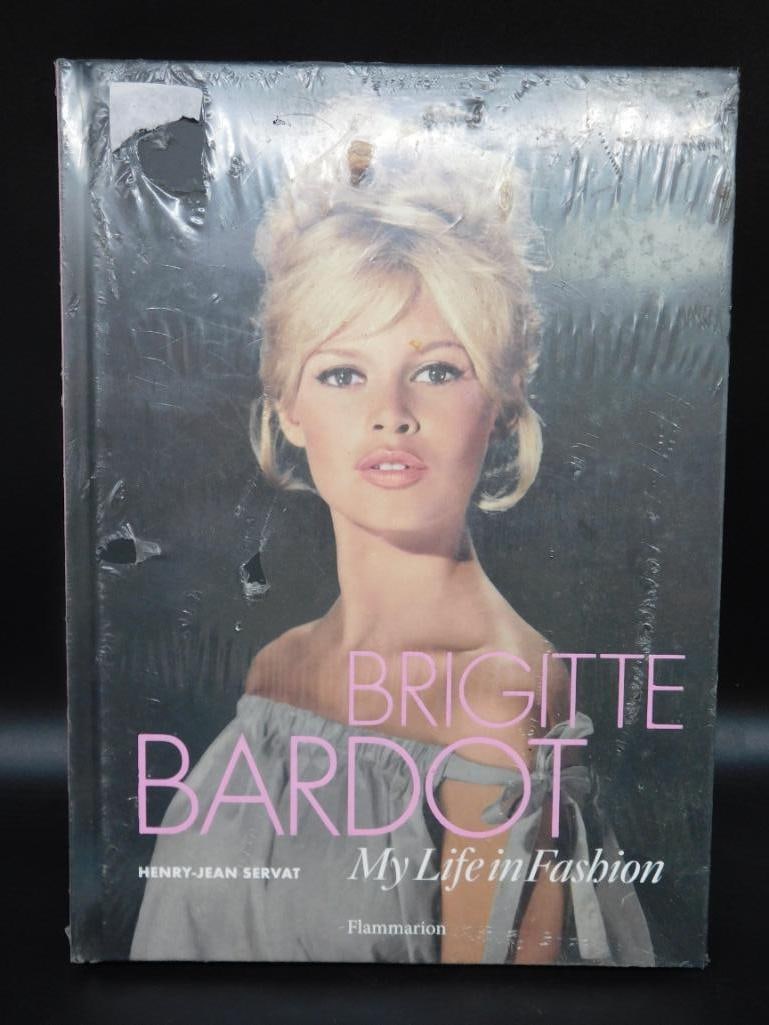 BRIGITTE
BARDOT
HENRY-JEAN SERVAT
My Life in Fashion
Flammarion